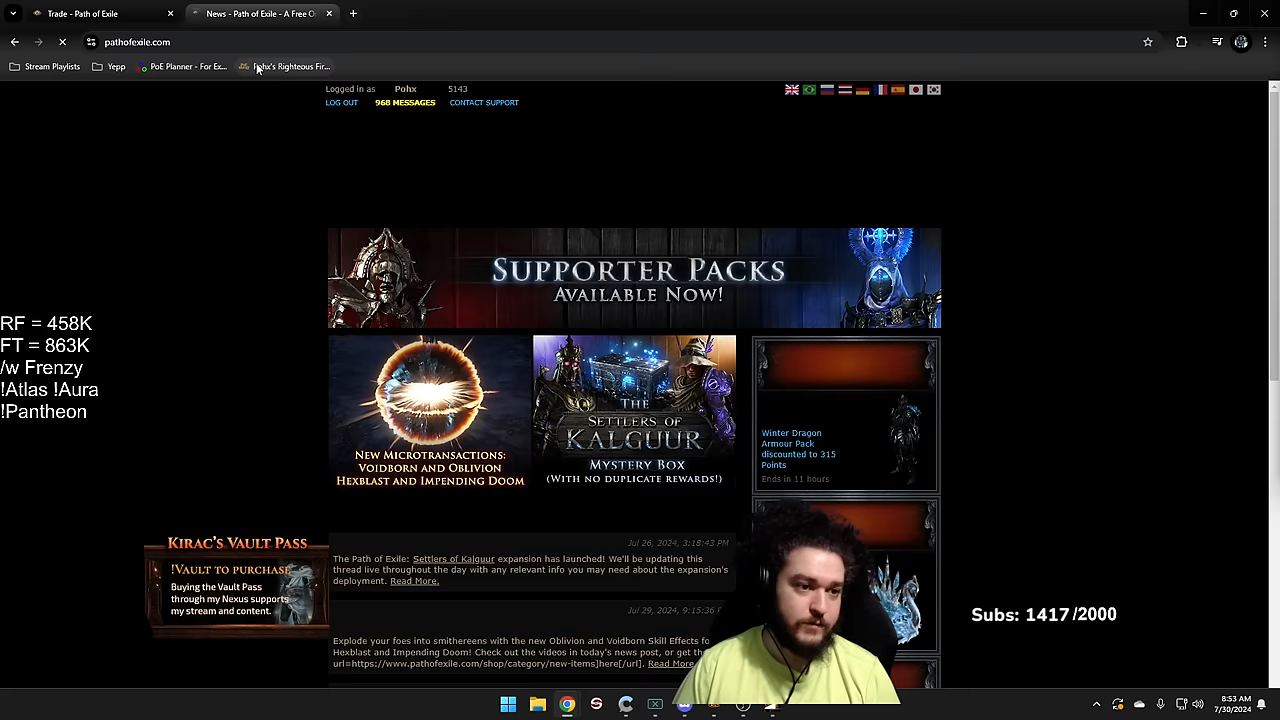 Trade - Path of Exile
News - Path of Exile - A Free O
pathofexile.com
Stream Playlists
Yepp
PoE Planner - For Ex...
Pohx's Righteous Fir...
Logged in as Pohx 5143
LOG OUT 968 MESSAGES CONTACT SUPPORT
SUPPORTER PACKS
AVAILABLE NOW!
RF = 458K
FT = 863K
/w Frenzy
!Atlas !Aura
!Pantheon
NEW MICROTRANSACTIONS:
VOIDBORN AND OBLIVION
HEXBLAST AND IMPENDING DOOM
THE
SETTLERS OF
KALGUUR
MYSTERY BOX
(WITH NO DUPLICATE REWARDS!)
Winter Dragon
Armour Pack
discounted to 315
Points
Ends in 11 hours
KIRAC'S VAULT PASS
!VAULT TO PURCHASE
Buying the Vault Pass
through my Nexus supports
my stream and content.
Jul 26, 2024, 3:18:43 PM
The Path of Exile: Settlers of Kalguur expansion has launched! We'll be updating this
thread live throughout the day with any relevant info you may need about the expansion's
deployment. Read More.
Jul 29, 2024, 9:15:36 P
Explode your foes into smithereens with the new Oblivion and Voidborn Skill Effects fo
Hexblast and Impending Doom! Check out the videos in today's news post, or get the
url=https://www.pathofexile.com/shop/category/new-items]here[/url]. Read More
Subs: 1417/2000
8:53 AM
7/30/2024